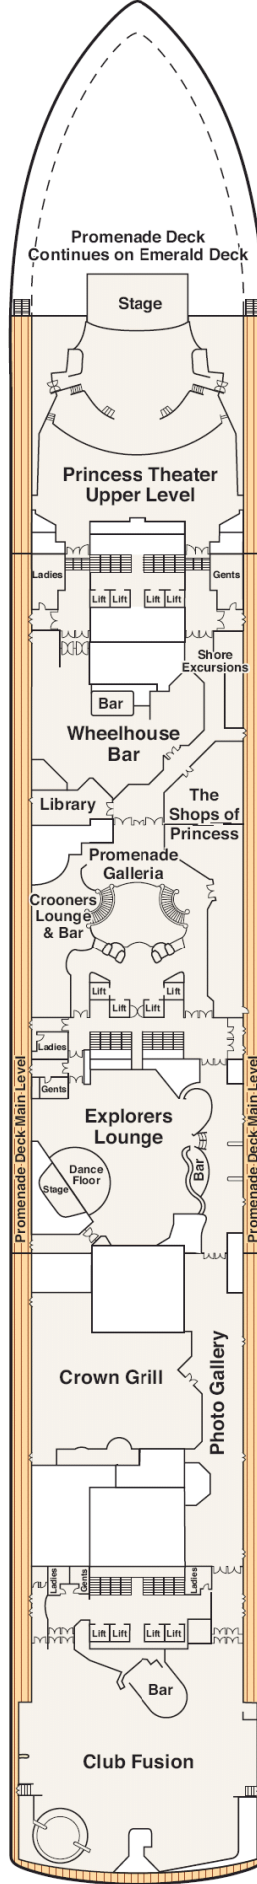 Promenade Deck
Continues on Emerald Deck
Stage
Princess Theater
Upper Level
Ladies
Gents
Lift
Lift
Lift
Lift
Shore
Excursions
Bar
Wheelhouse
Bar
Library
The
Shops of
Princess
Promenade
Galleria
Crooners
Lounge
& Bar
Lift
Lift
Lift
Lift
Ladies
Gents
Promenade Deck Main Level
Promenade Deck Main Level
Explorers
Lounge
Dance
Floor
Stage
Bar
Crown Grill
Photo Gallery
Ladies
Gents
Ladies
Lift
Lift
Lift
Lift
Bar
Club Fusion